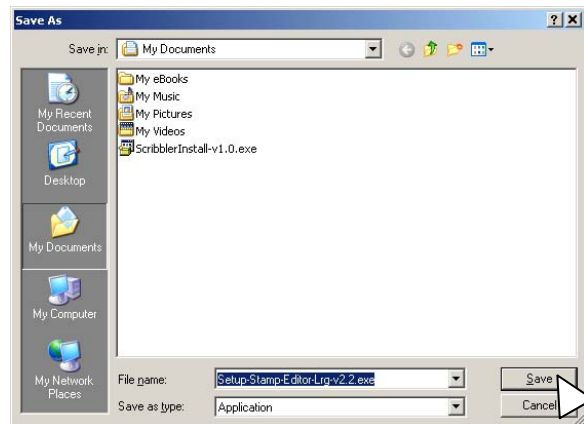 Save As
Save in: My Documents
My Recent Documents
Desktop
My Documents
My Computer
My Network Places
My eBooks
My Music
My Pictures
My Videos
ScribblerInstall-v1.0.exe
File name: Setup-Stamp-Editor-Lrg-v2.2.exe Save
Save as type: Application Cancel